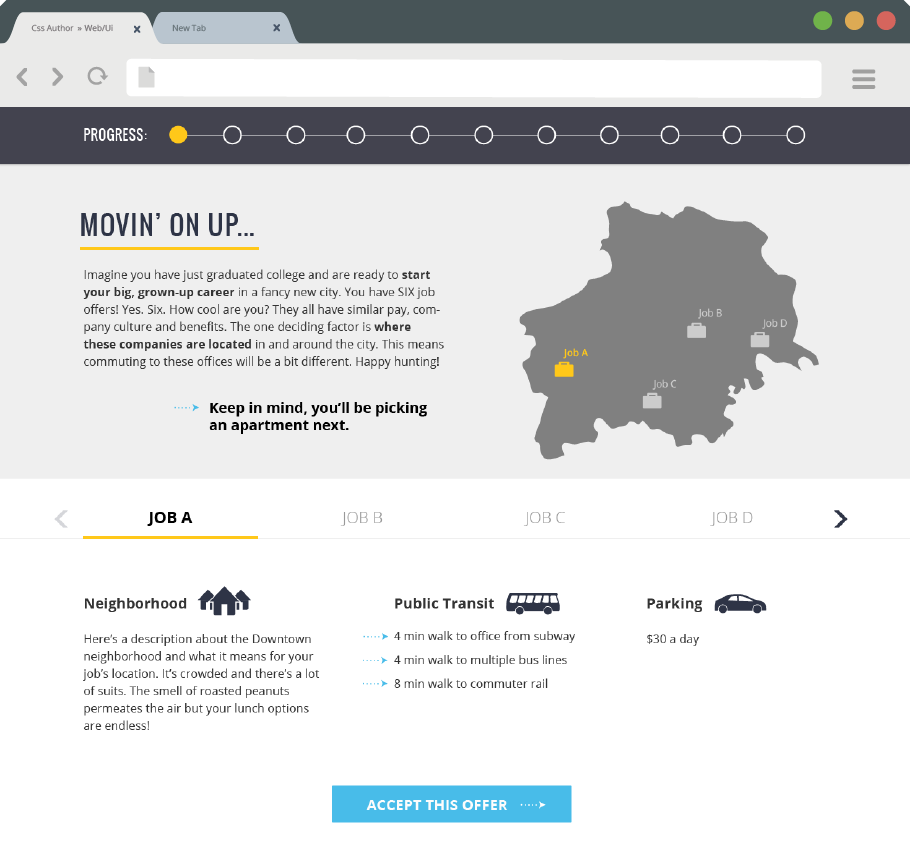 Css Author » Web/UI
New Tab
PROGRESS:
MOVIN' ON UP...
Imagine you have just graduated college and are ready to start
your big, grown-up career in a fancy new city. You have SIX job
offers! Yes. Six. How cool are you? They all have similar pay, com-
pany culture and benefits. The one deciding factor is where
these companies are located in and around the city. This means
commuting to these offices will be a bit different. Happy hunting!
Keep in mind, you'll be picking
an apartment next.
Job B
Job D
Job A
Job C
JOB A
JOB B
JOB C
JOB D
Neighborhood
Here's a description about the Downtown
neighborhood and what it means for your
job's location. It's crowded and there's a lot
of suits. The smell of roasted peanuts
permeates the air but your lunch options
are endless!
Public Transit
4 min walk to office from subway
4 min walk to multiple bus lines
8 min walk to commuter rail
Parking
$30 a day
ACCEPT THIS OFFER